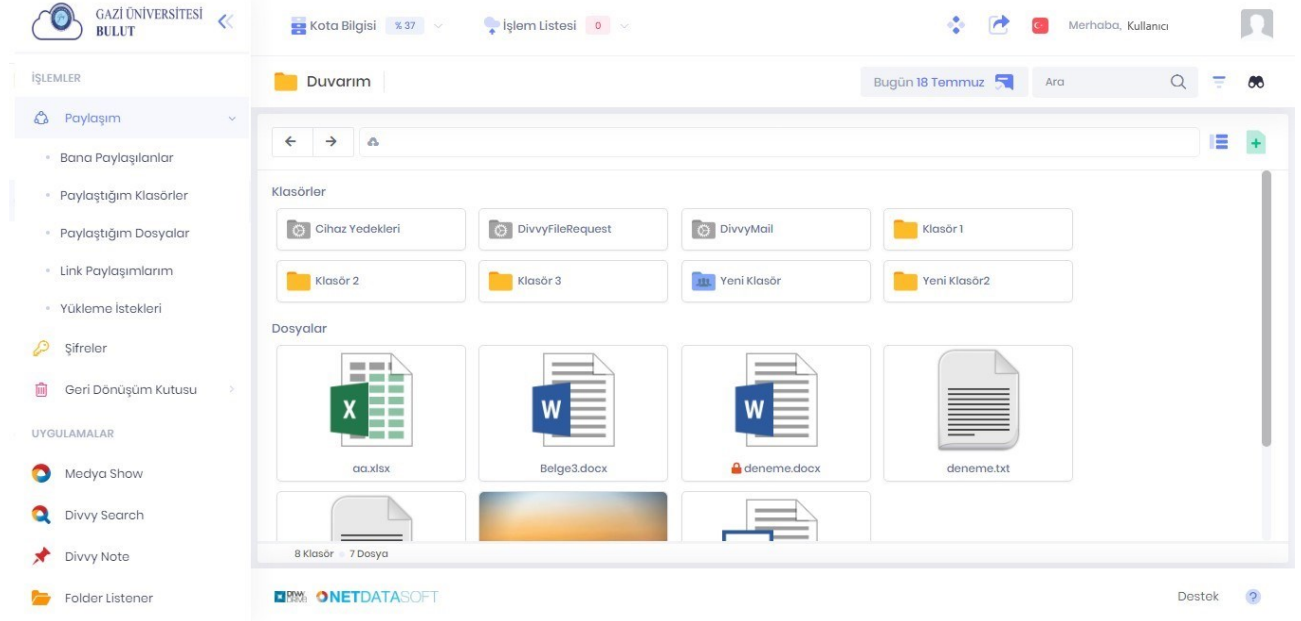 GAZİ ÜNİVERSİTESİ
BULUT
Kota Bilgisi % 37
İşlem Listesi 0
Merhaba, Kullanıcı
İŞLEMLER
Paylaşım
Bana Paylaşılanlar
Paylaştığım Klasörler
Paylaştığım Dosyalar
Link Paylaşımlarım
Yükleme İstekleri
Şifreler
Geri Dönüşüm Kutusu
UYGULAMALAR
Medya Show
Divvy Search
Divvy Note
Folder Listener
Duvarım
Bugün 18 Temmuz
Ara
Klasörler
Cihaz Yedekleri
DivvyFileRequest
DivvyMail
Klasör 1
Klasör 2
Klasör 3
Yeni Klasör
Yeni Klasör2
Dosyalar
X
W
W
aa.xlsx
Belge3.docx
deneme.docx
deneme.txt
8 Klasör 7 Dosya
NETDATASOFT
Destek
?